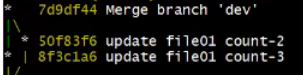 *   7d9df44 Merge branch 'dev'
|\
| * 50f83f6 update file01 count-2
* | 8f3c1a6 update file01 count-3
|/